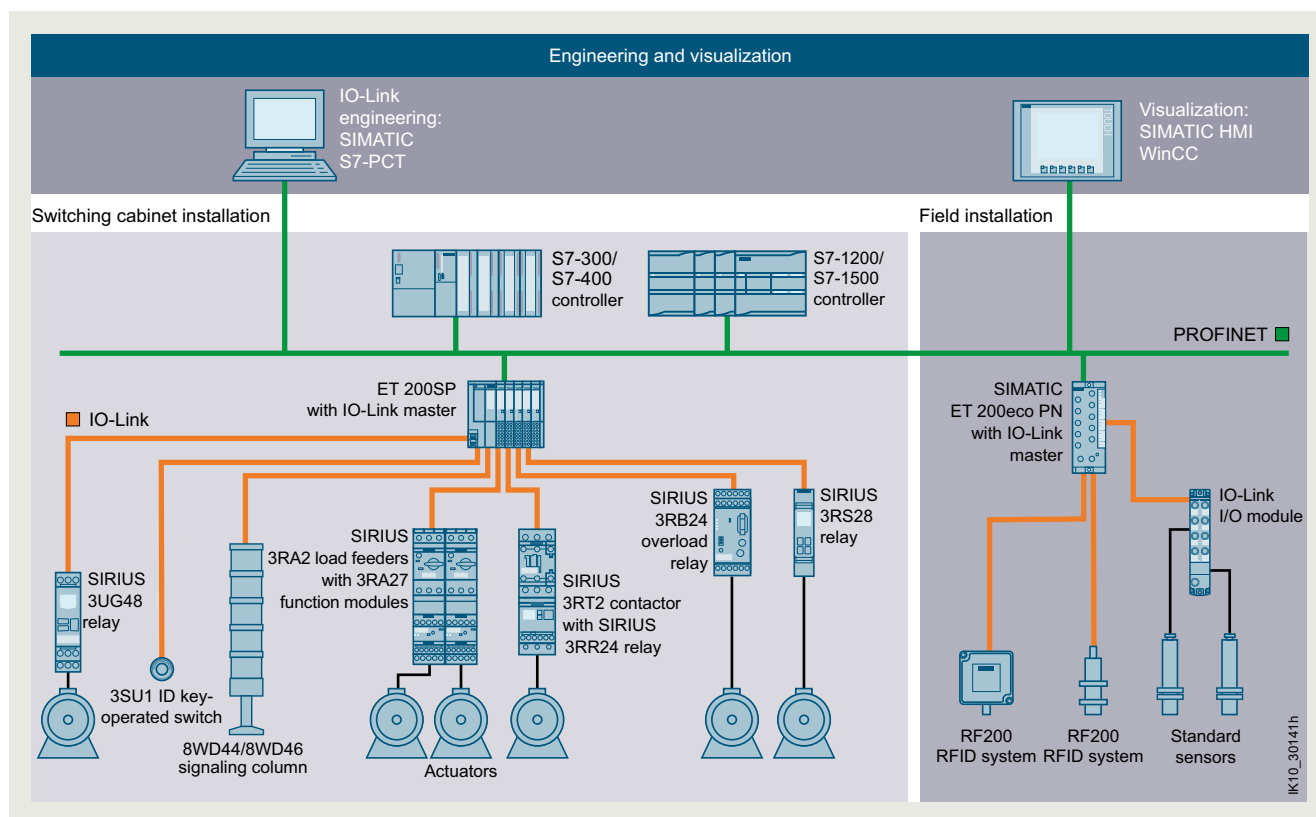 Engineering and visualization
IO-Link
engineering:
SIMATIC
S7-PCT
Visualization:
SIMATIC HMI
WinCC
Switching cabinet installation
Field installation
S7-300/
S7-400
controller
S7-1200/
S7-1500
controller
PROFINET
ET 200SP
with IO-Link master
SIMATIC
ET 200eco PN
with IO-Link
master
IO-Link
SIRIUS
3UG48
relay
3SU1 ID key-
operated switch
8WD44/8WD46
signaling column
SIRIUS
3RA2 load feeders
with 3RA27
function modules
SIRIUS
3RT2 contactor
with SIRIUS
3RR24 relay
Actuators
SIRIUS
3RB24
overload
relay
SIRIUS
3RS28
relay
IO-Link
I/O module
RF200
RFID system
RF200
RFID system
Standard
sensors
IK10_30141h